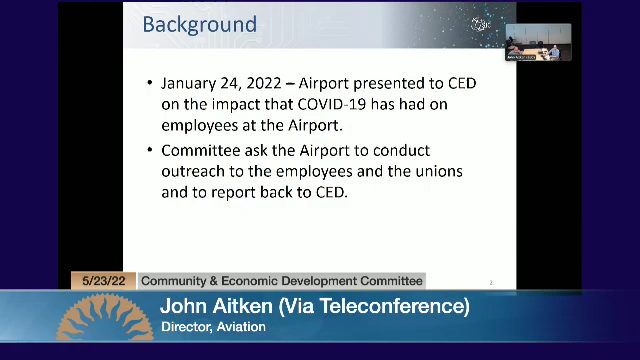 Background
• January 24, 2022 – Airport presented to CED
on the impact that COVID-19 has had on
employees at the Airport.
• Committee ask the Airport to conduct
outreach to the employees and the unions
and to report back to CED.
2
5/23/22 Community & Economic Development Committee
John Aitken (Via Teleconference)
Director, Aviation